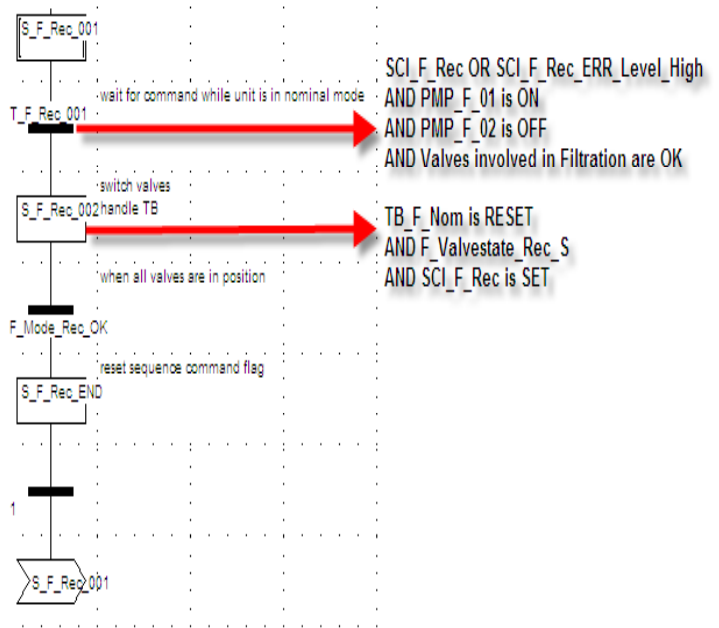 S_F_Rec_001
wait for command while unit is in nominal mode
T_F_Rec_001
SCI_F_Rec OR SCI_F_Rec_ERR_Level_High
AND PMP_F_01 is ON
AND PMP_F_02 is OFF
AND Valves involved in Filtration are OK
switch valves
S_F_Rec_002
handle TB
TB_F_Nom is RESET
AND F_Valvestate_Rec_S
AND SCI_F_Rec is SET
when all valves are in position
F_Mode_Rec_OK
reset sequence command flag
S_F_Rec_END
1
S_F_Rec_001